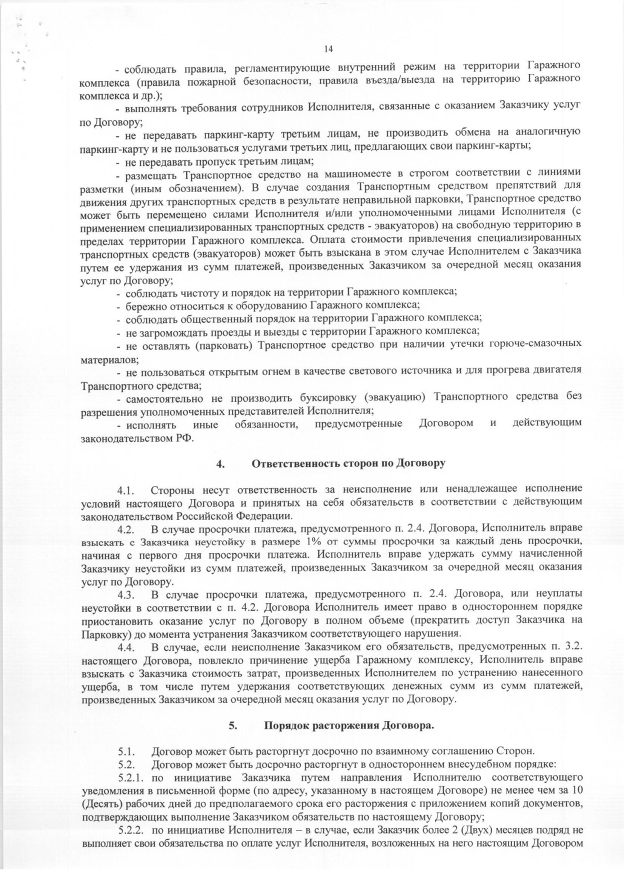 14
- соблюдать правила, регламентирующие внутренний режим на территории Гаражного
комплекса (правила пожарной безопасности, правила въезда/выезда на территорию Гаражного
комплекса и др.);
- выполнять требования сотрудников Исполнителя, связанные с оказанием Заказчику услуг
по Договору;
- не передавать паркинг-карту третьим лицам, не производить обмена на аналогичную
паркинг-карту и не пользоваться услугами третьих лиц, предлагающих свои паркинг-карты;
- не передавать пропуск третьим лицам;
- размещать Транспортное средство на машиноместе в строгом соответствии с линиями
разметки (иным обозначением). В случае создания Транспортным средством препятствий для
движения других транспортных средств в результате неправильной парковки, Транспортное средство
может быть перемещено силами Исполнителя и/или уполномоченными лицами Исполнителя (с
применением специализированных транспортных средств - эвакуаторов) на свободную территорию в
пределах территории Гаражного комплекса. Оплата стоимости привлечения специализированных
транспортных средств (эвакуаторов) может быть взыскана в этом случае Исполнителем с Заказчика
путем ее удержания из сумм платежей, произведенных Заказчиком за очередной месяц оказания
услуг по Договору;
- соблюдать чистоту и порядок на территории Гаражного комплекса;
- бережно относиться к оборудованию Гаражного комплекса;
- соблюдать общественный порядок на территории Гаражного комплекса;
- не загромождать проезды и выезды с территории Гаражного комплекса;
- не оставлять (парковать) Транспортное средство при наличии утечки горюче-смазочных
материалов;
- не пользоваться открытым огнем в качестве светового источника и для прогрева двигателя
Транспортного средства;
- самостоятельно не производить буксировку (эвакуацию) Транспортного средства без
разрешения уполномоченных представителей Исполнителя;
- исполнять иные обязанности, предусмотренные Договором и действующим
законодательством РФ.
4. Ответственность сторон по Договору
4.1. Стороны несут ответственность за неисполнение или ненадлежащее исполнение
условий настоящего Договора и принятых на себя обязательств в соответствии с действующим
законодательством Российской Федерации.
4.2. В случае просрочки платежа, предусмотренного п. 2.4. Договора, Исполнитель вправе
взыскать с Заказчика неустойку в размере 1% от суммы просрочки за каждый день просрочки,
начиная с первого дня просрочки платежа. Исполнитель вправе удержать сумму начисленной
Заказчику неустойки из сумм платежей, произведенных Заказчиком за очередной месяц оказания
услуг по Договору.
4.3. В случае просрочки платежа, предусмотренного п. 2.4. Договора, или неуплаты
неустойки в соответствии с п. 4.2. Договора Исполнитель имеет право в одностороннем порядке
приостановить оказание услуг по Договору в полном объеме (прекратить доступ Заказчика на
Парковку) до момента устранения Заказчиком соответствующего нарушения.
4.4. В случае, если неисполнение Заказчиком его обязательств, предусмотренных п. 3.2.
настоящего Договора, повлекло причинение ущерба Гаражному комплексу, Исполнитель вправе
взыскать с Заказчика стоимость затрат, произведенных Исполнителем по устранению нанесенного
ущерба, в том числе путем удержания соответствующих денежных сумм из сумм платежей,
произведенных Заказчиком за очередной месяц оказания услуг по Договору.
5. Порядок расторжения Договора.
5.1. Договор может быть расторгнут досрочно по взаимному соглашению Сторон.
5.2. Договор может быть досрочно расторгнут в одностороннем внесудебном порядке:
5.2.1. по инициативе Заказчика путем направления Исполнителю соответствующего
уведомления в письменной форме (по адресу, указанному в настоящем Договоре) не менее чем за 10
(Десять) рабочих дней до предполагаемого срока его расторжения с приложением копий документов,
подтверждающих выполнение Заказчиком обязательств по настоящему Договору;
5.2.2. по инициативе Исполнителя – в случае, если Заказчик более 2 (Двух) месяцев подряд не
выполняет свои обязательства по оплате услуг Исполнителя, возложенных на него настоящим Договором